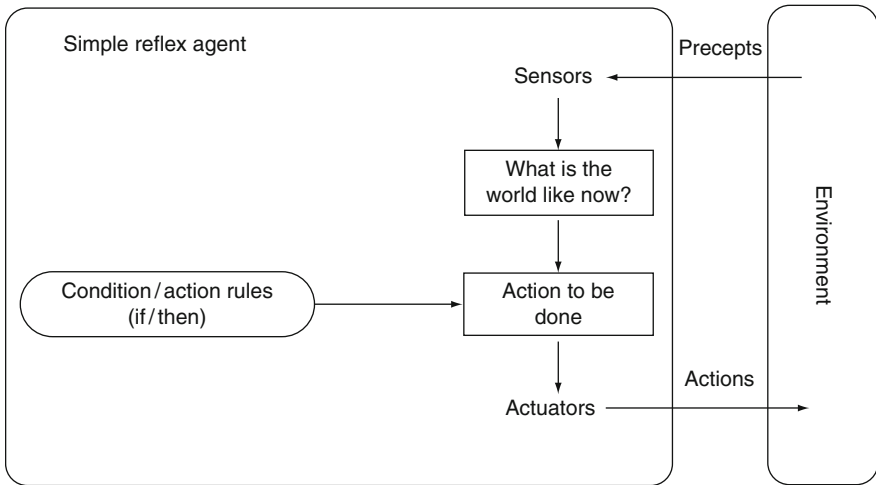 Simple reflex agent
Precepts
Sensors
What is the
world like now?
Environment
Condition/action rules
(if/then)
Action to be
done
Actions
Actuators